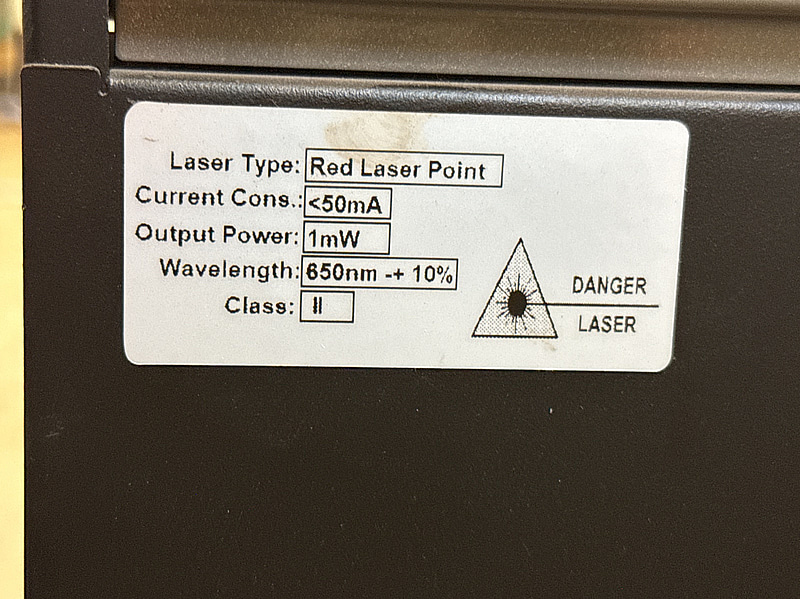 Laser Type: Red Laser Point
Current Cons.: <50mA
Output Power: 1mW
Wavelength: 650nm -+ 10%
Class: II
DANGER
LASER